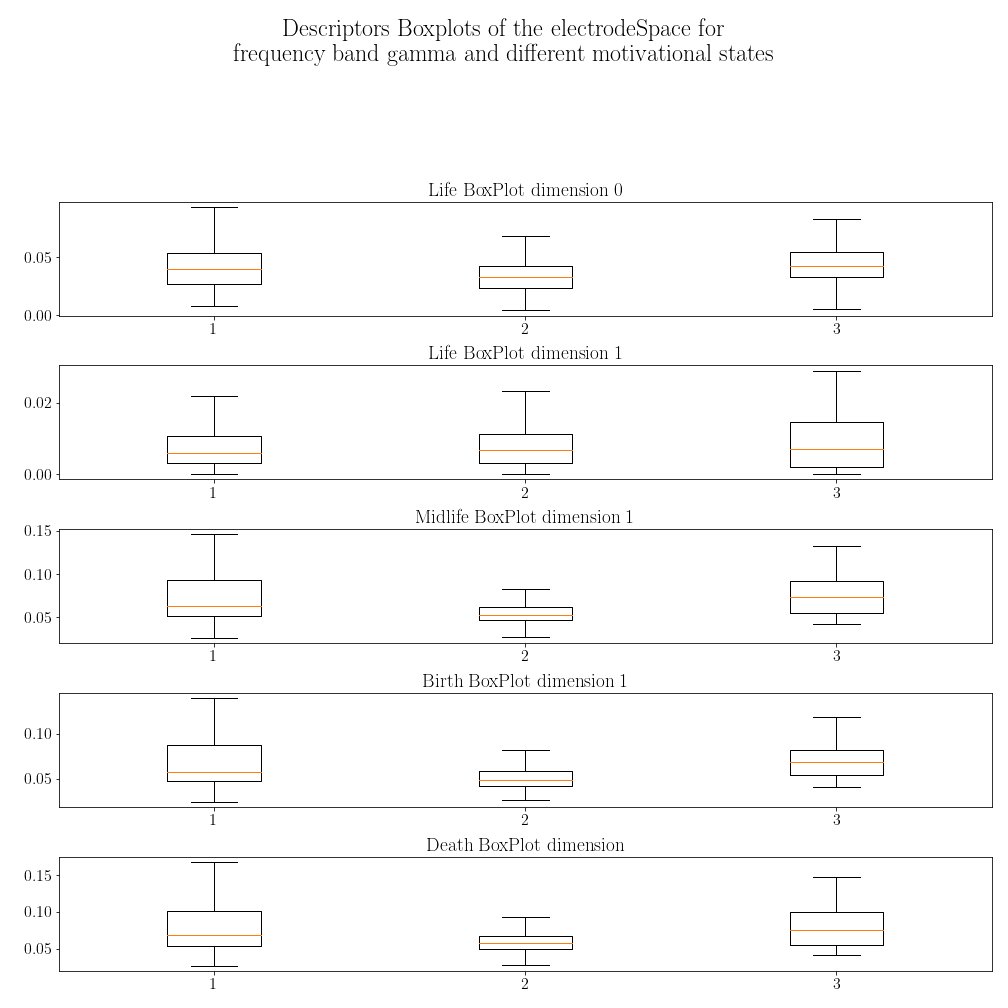 Descriptors Boxplots of the electrodeSpace for
frequency band gamma and different motivational states
Life BoxPlot dimension 0
0.05
0.00
1 2 3
Life BoxPlot dimension 1
0.02
0.00
1 2 3
Midlife BoxPlot dimension 1
0.15
0.10
0.05
1 2 3
Birth BoxPlot dimension 1
0.10
0.05
1 2 3
Death BoxPlot dimension
0.15
0.10
0.05
1 2 3